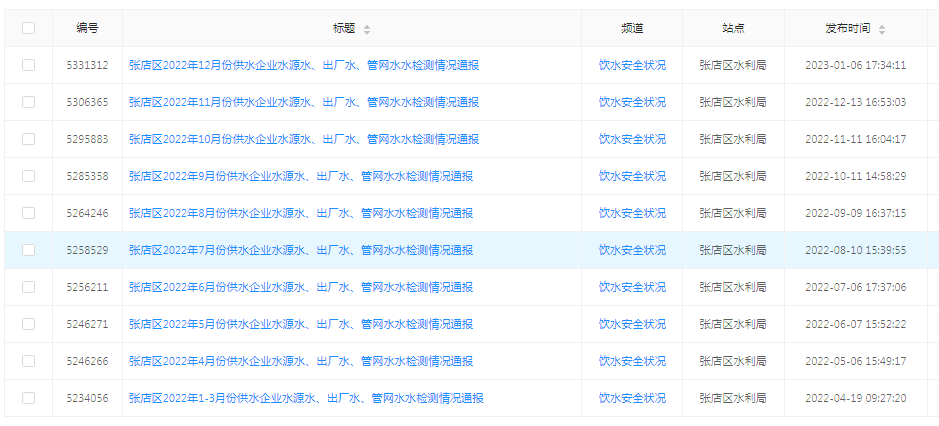 编号 标题 频道 站点 发布时间
5331312 张店区2022年12月份供水企业水源水、出厂水、管网水水检测情况通报 饮水安全状况 张店区水利局 2023-01-06 17:34:11
5306365 张店区2022年11月份供水企业水源水、出厂水、管网水水检测情况通报 饮水安全状况 张店区水利局 2022-12-13 16:53:03
5295883 张店区2022年10月份供水企业水源水、出厂水、管网水水检测情况通报 饮水安全状况 张店区水利局 2022-11-11 16:04:17
5285358 张店区2022年9月份供水企业水源水、出厂水、管网水水检测情况通报 饮水安全状况 张店区水利局 2022-10-11 14:58:29
5264246 张店区2022年8月份供水企业水源水、出厂水、管网水水检测情况通报 饮水安全状况 张店区水利局 2022-09-09 16:37:15
5258529 张店区2022年7月份供水企业水源水、出厂水、管网水水检测情况通报 饮水安全状况 张店区水利局 2022-08-10 15:39:55
5256211 张店区2022年6月份供水企业水源水、出厂水、管网水水检测情况通报 饮水安全状况 张店区水利局 2022-07-06 17:37:06
5246271 张店区2022年5月份供水企业水源水、出厂水、管网水水检测情况通报 饮水安全状况 张店区水利局 2022-06-07 15:52:22
5246266 张店区2022年4月份供水企业水源水、出厂水、管网水水检测情况通报 饮水安全状况 张店区水利局 2022-05-06 15:49:17
5234056 张店区2022年1-3月份供水企业水源水、出厂水、管网水水检测情况通报 饮水安全状况 张店区水利局 2022-04-19 09:27:20